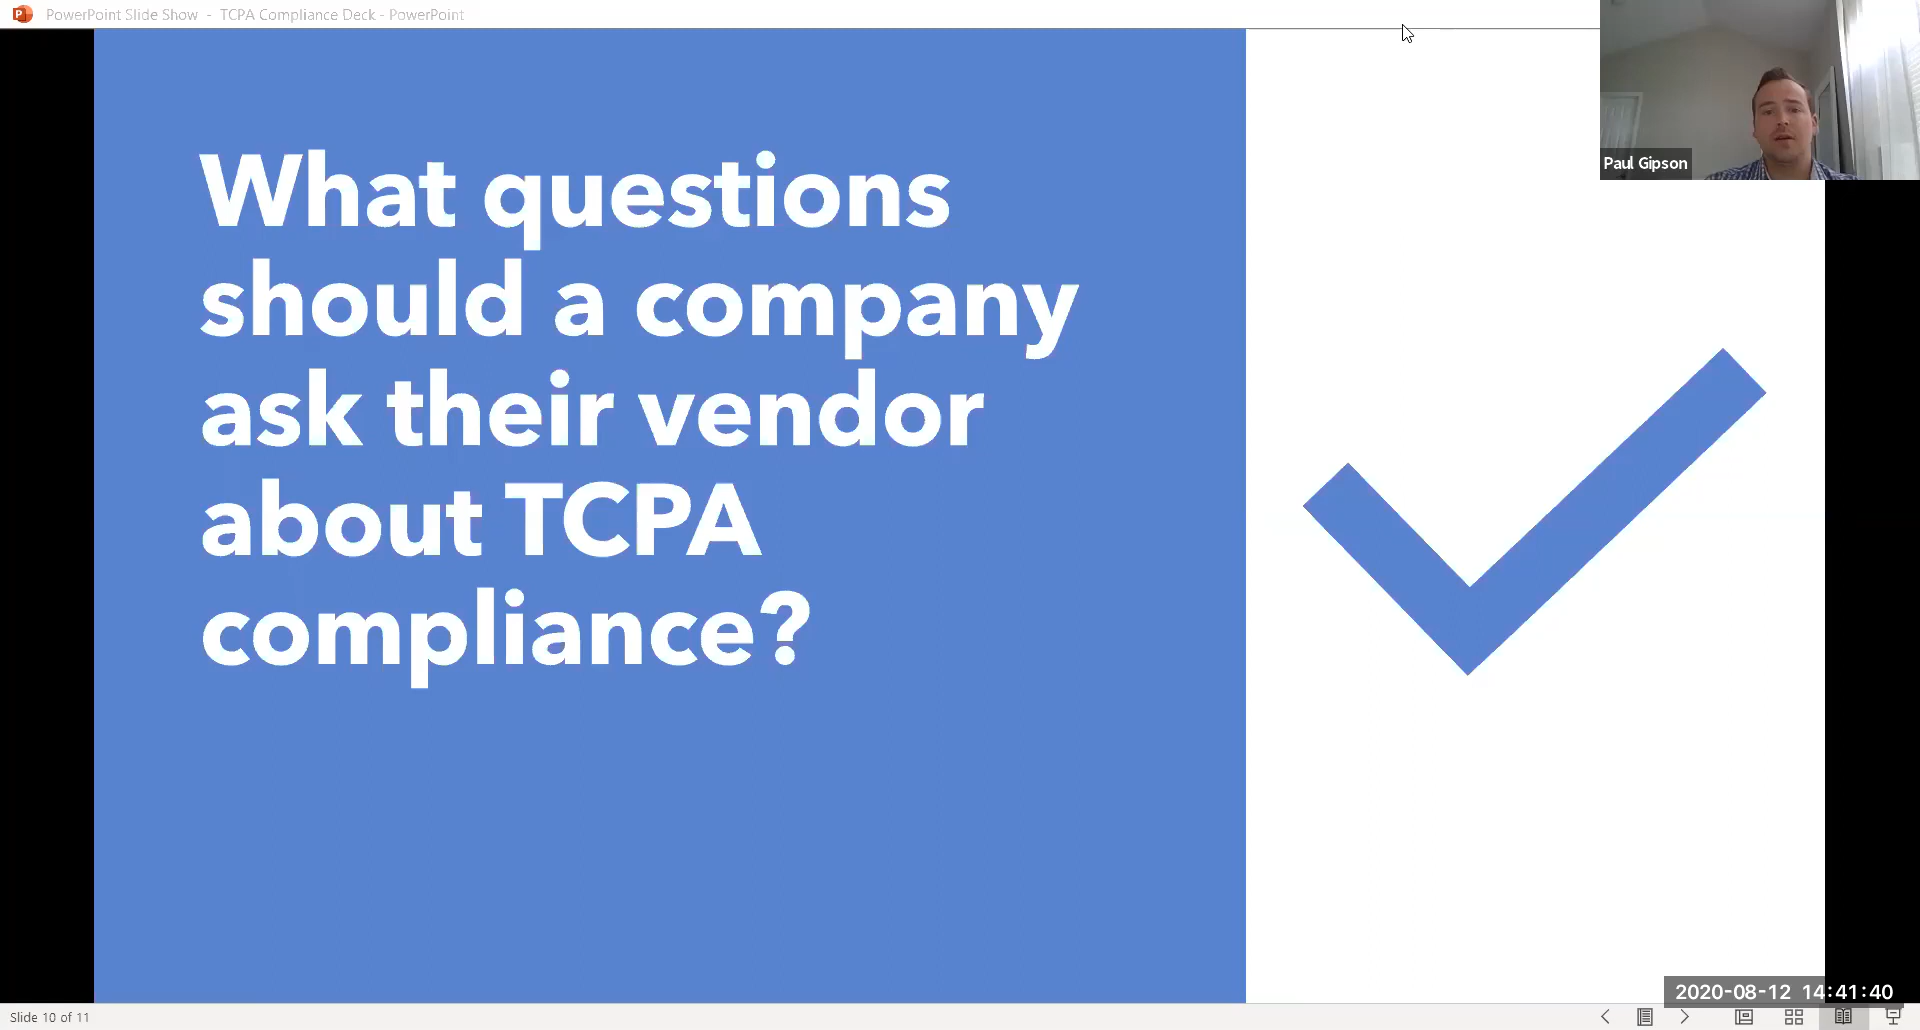 PowerPoint Slide Show - TCPA Compliance Deck - PowerPoint
Paul Gipson
What questions
should a company
ask their vendor
about TCPA
compliance?
2020-08-12 14:41:40
Slide 10 of 11